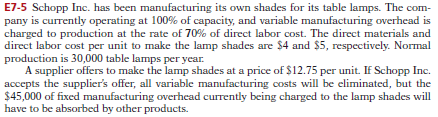 E7-5 Schopp Inc. has been manufacturing its own shades for its table lamps. The com-
pany is currently operating at 100% of capacity, and variable manufacturing overhead is
charged to production at the rate of 70% of direct labor cost. The direct materials and
direct labor cost per unit to make the lamp shades are $4 and $5, respectively. Normal
production is 30,000 table lamps per year.
A supplier offers to make the lamp shades at a price of $12.75 per unit. If Schopp Inc.
accepts the supplier's offer, all variable manufacturing costs will be eliminated, but the
$45,000 of fixed manufacturing overhead currently being charged to the lamp shades will
have to be absorbed by other products.